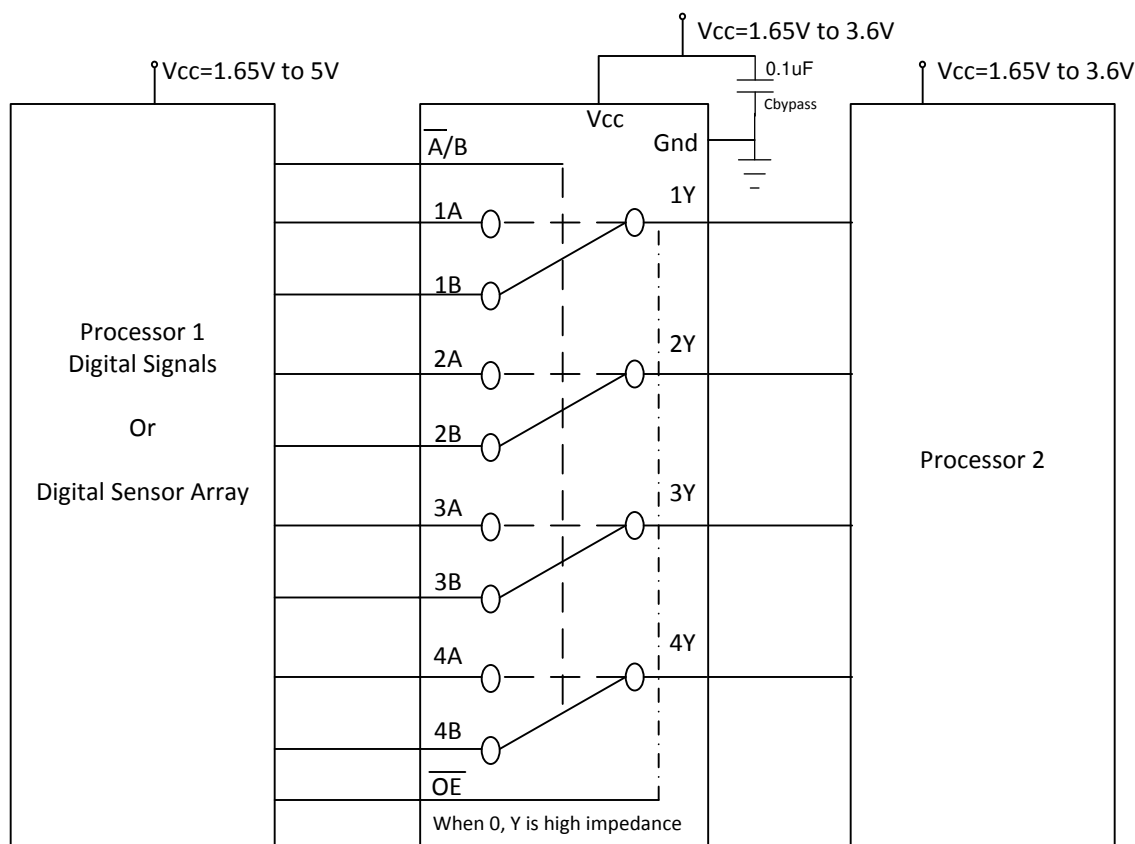 Vcc=1.65V to 5V
Vcc=1.65V to 3.6V
0.1uF
Cbypass
Vcc=1.65V to 3.6V
Vcc
Gnd
A̅/B
1A
1Y
1B
2A
2Y
2B
3A
3Y
3B
4A
4Y
4B
O̅E̅
When 0, Y is high impedance
Processor 1
Digital Signals
Or
Digital Sensor Array
Processor 2